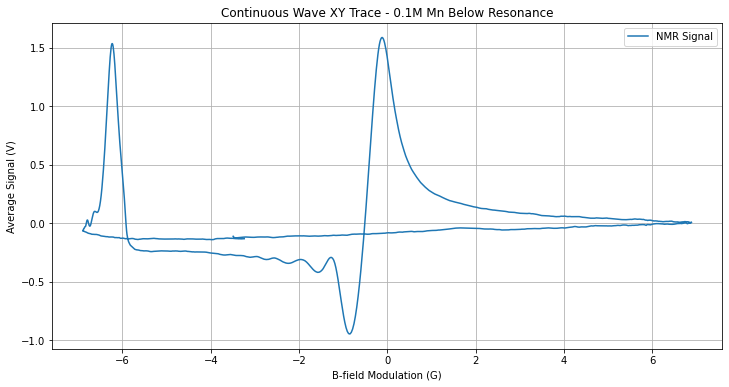 Continuous Wave XY Trace - 0.1M Mn Below Resonance
NMR Signal
1.5
1.0
0.5
0.0
−0.5
−1.0
Average Signal (V)
−6 −4 −2 0 2 4 6
B-field Modulation (G)